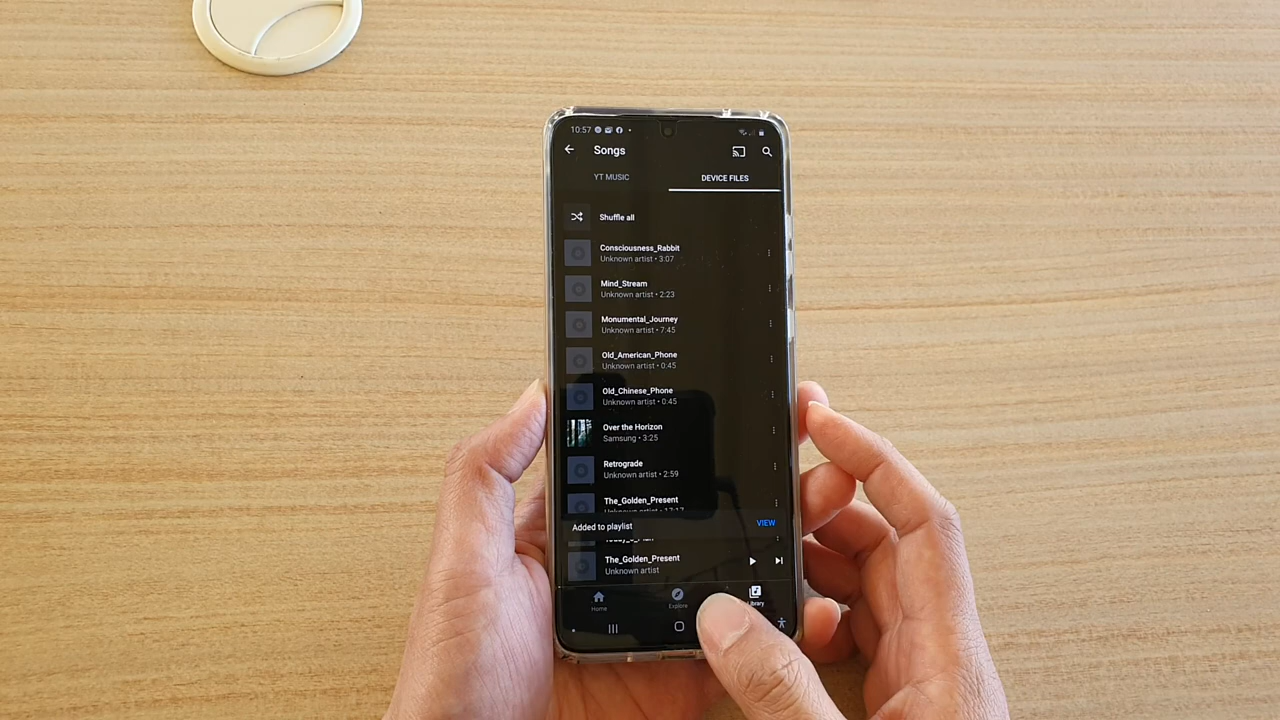 10:57
Songs
YT MUSIC
DEVICE FILES
Shuffle all
Consciousness_Rabbit
Unknown artist • 3:07
Mind_Stream
Unknown artist • 2:23
Monumental_Journey
Unknown artist • 7:45
Old_American_Phone
Unknown artist • 0:45
Old_Chinese_Phone
Unknown artist • 0:45
Over the Horizon
Samsung • 3:25
Retrograde
Unknown artist • 2:59
The_Golden_Present
Unknown artist
Added to playlist
VIEW
The_Golden_Present
Unknown artist
Home
Explore
Library